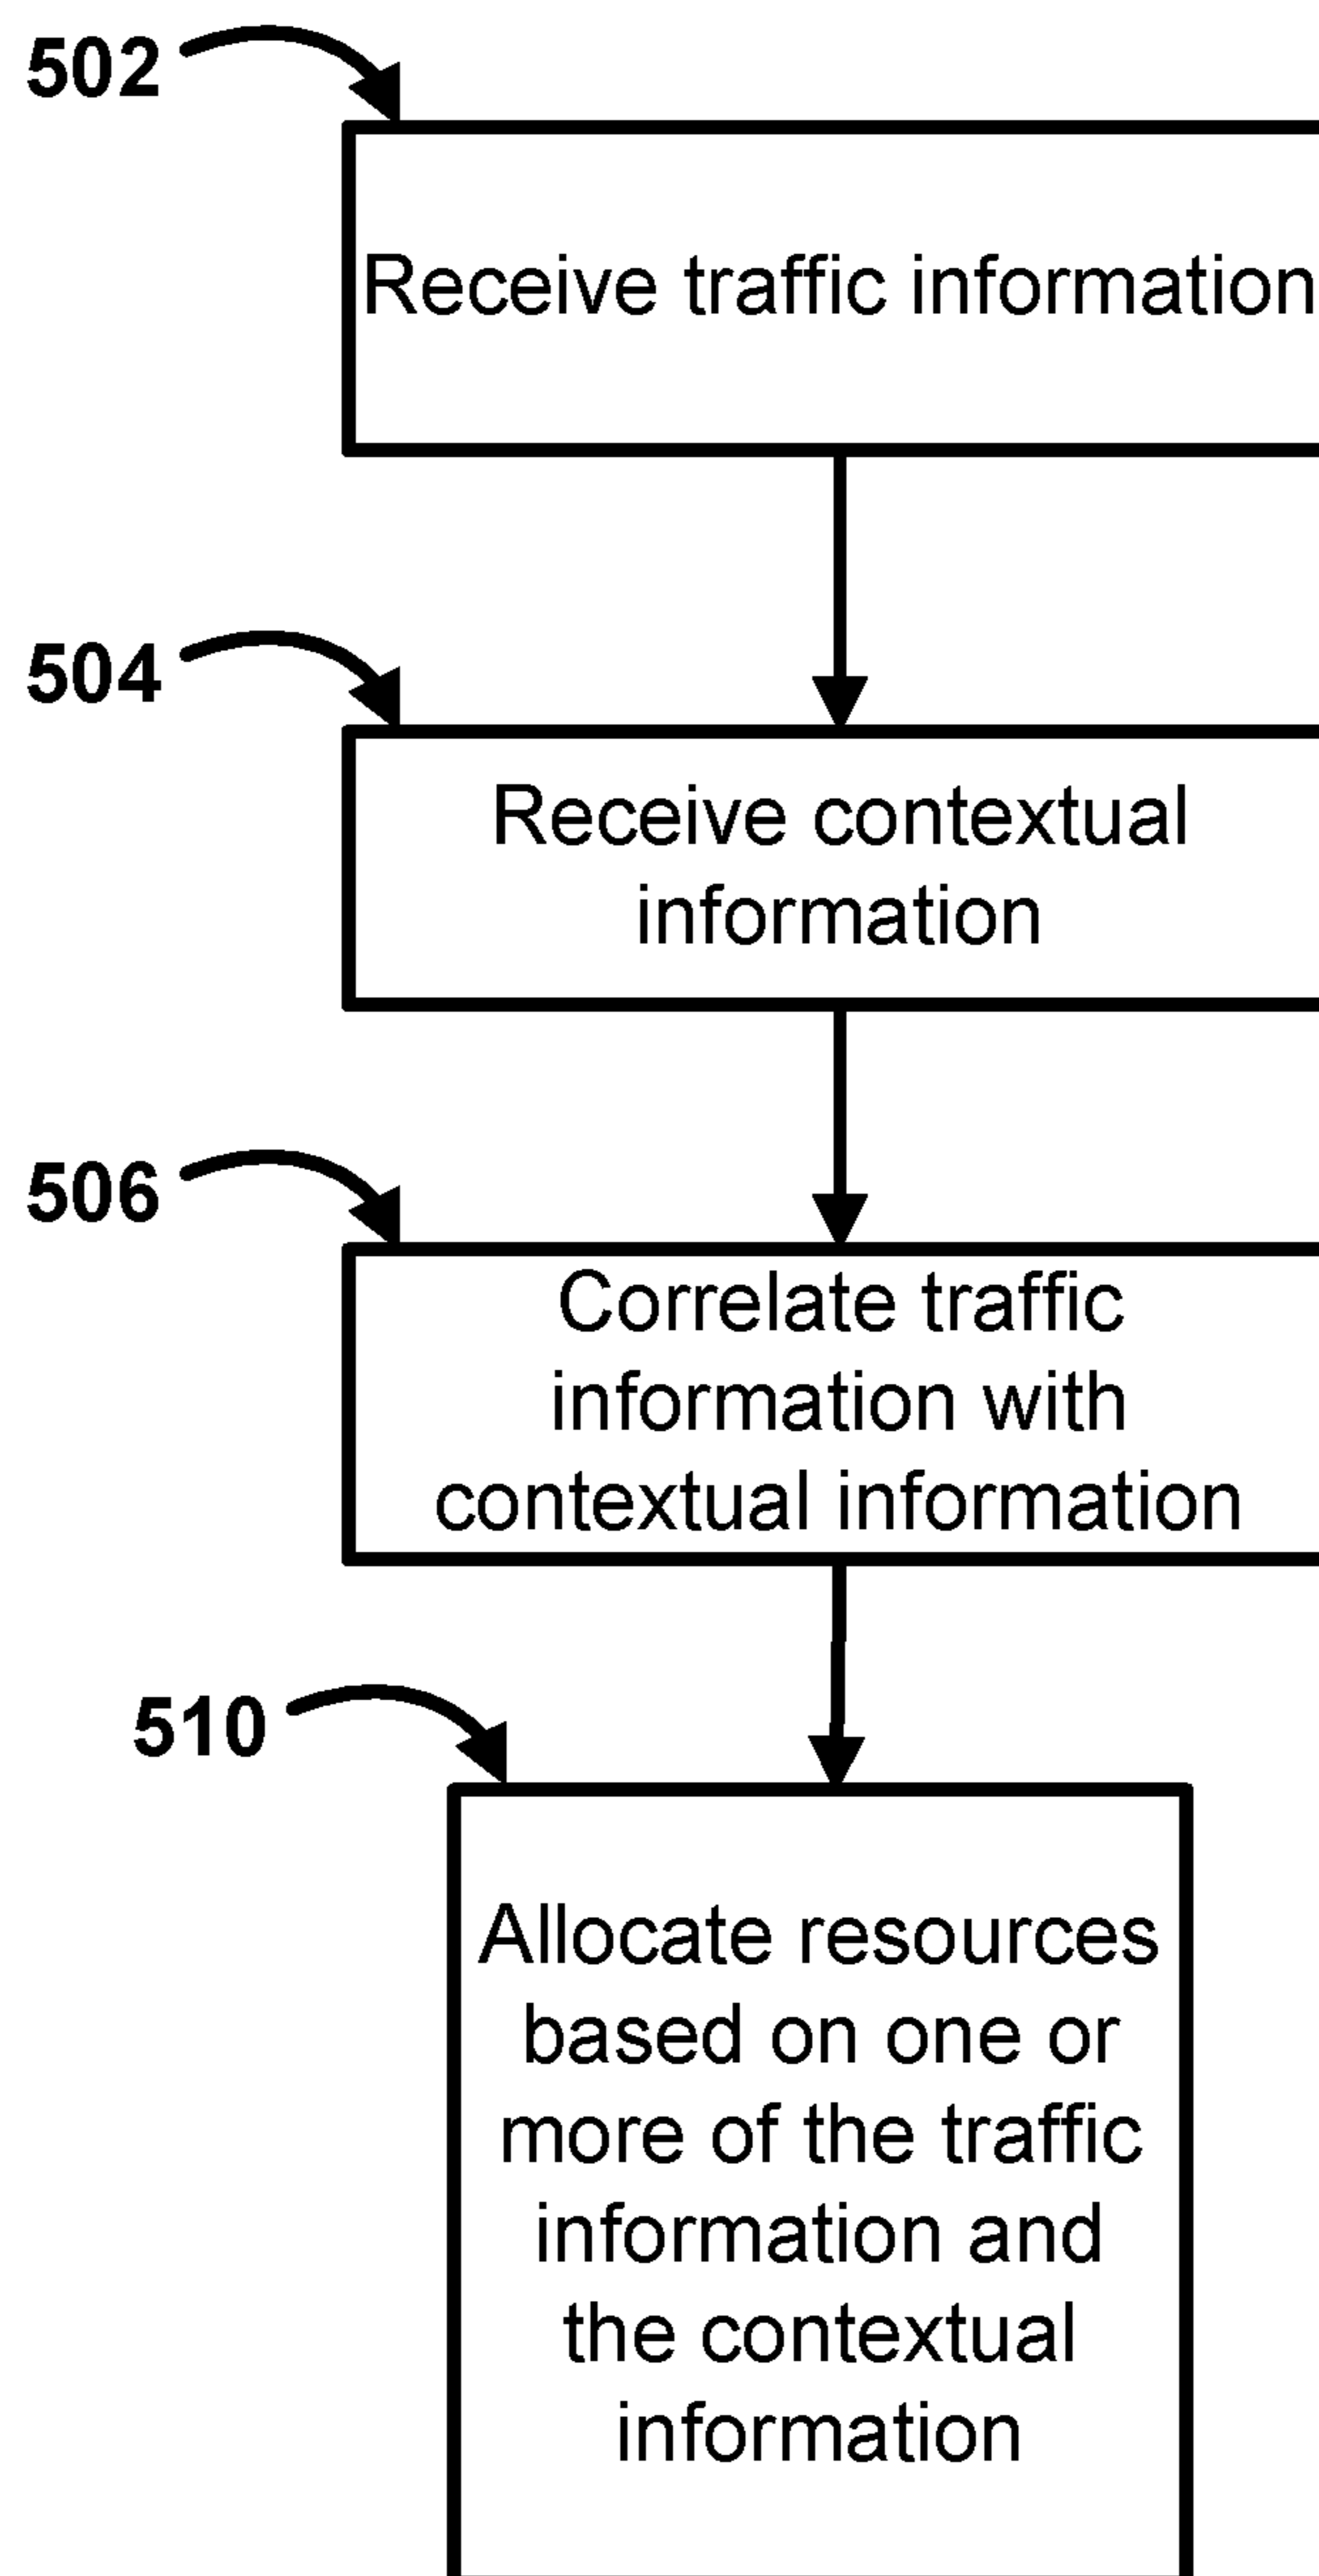 502
Receive traffic information
504
Receive contextual
information
506
Correlate traffic
information with
contextual information
510
Allocate resources
based on one or
more of the traffic
information and
the contextual
information